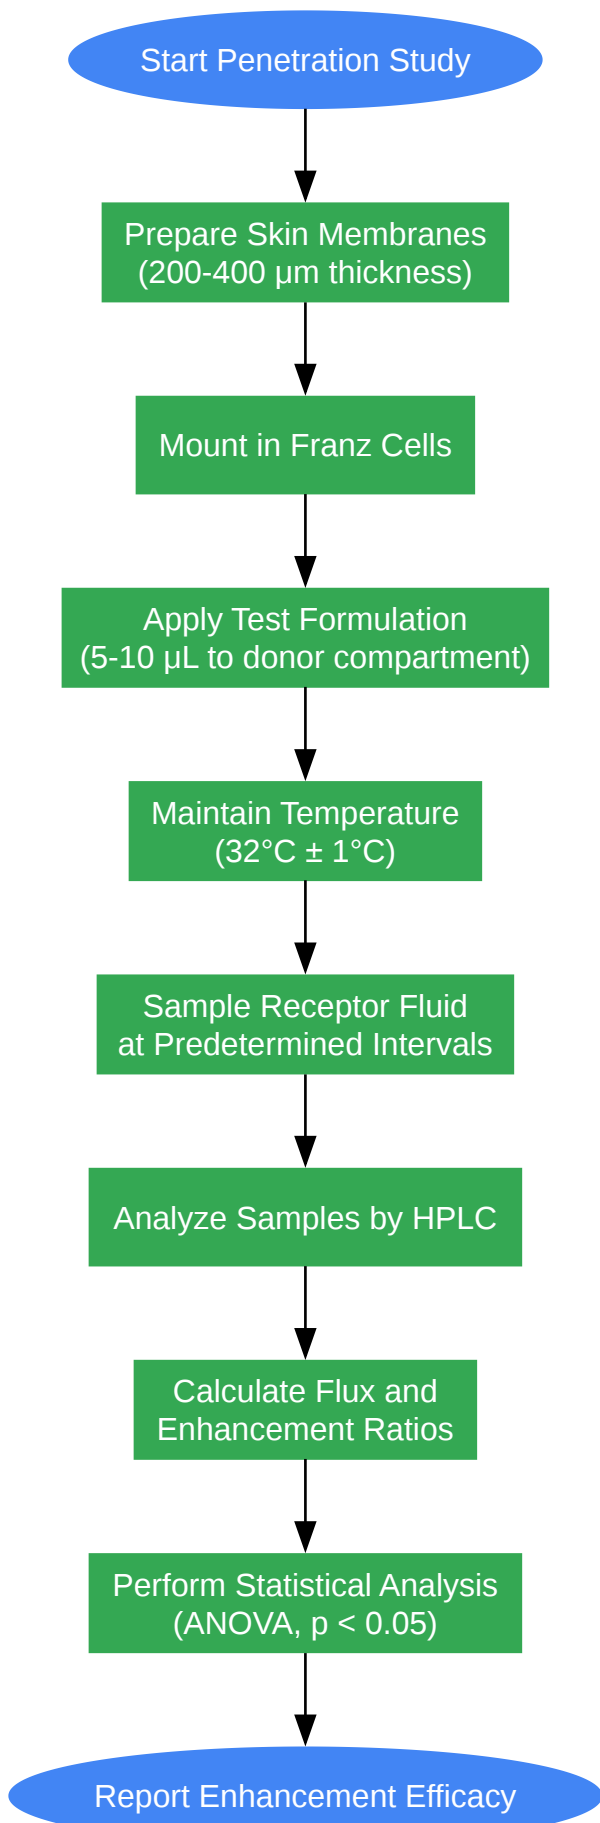 Start Penetration Study
Prepare Skin Membranes
(200-400 μm thickness)
Mount in Franz Cells
Apply Test Formulation
(5-10 μL to donor compartment)
Maintain Temperature
(32°C ± 1°C)
Sample Receptor Fluid
at Predetermined Intervals
Analyze Samples by HPLC
Calculate Flux and
Enhancement Ratios
Perform Statistical Analysis
(ANOVA, p < 0.05)
Report Enhancement Efficacy